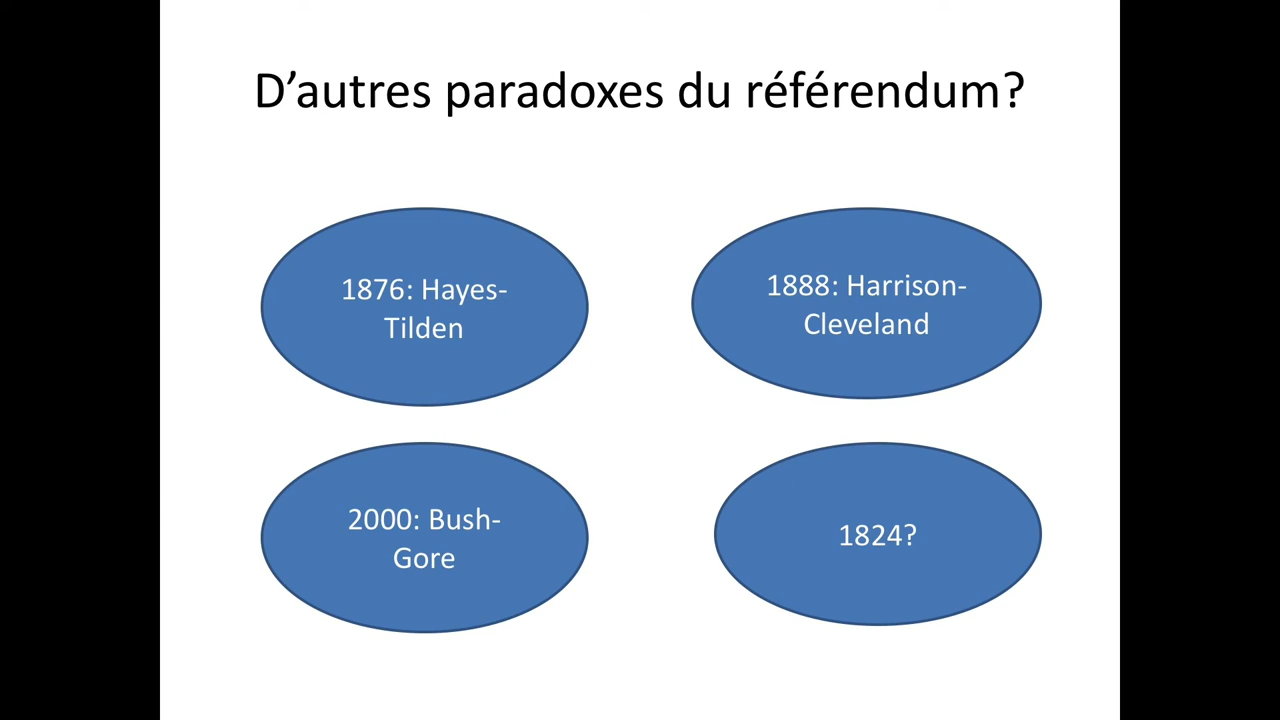 D’autres paradoxes du référendum?
1876: Hayes-
Tilden
1888: Harrison-
Cleveland
2000: Bush-
Gore
1824?